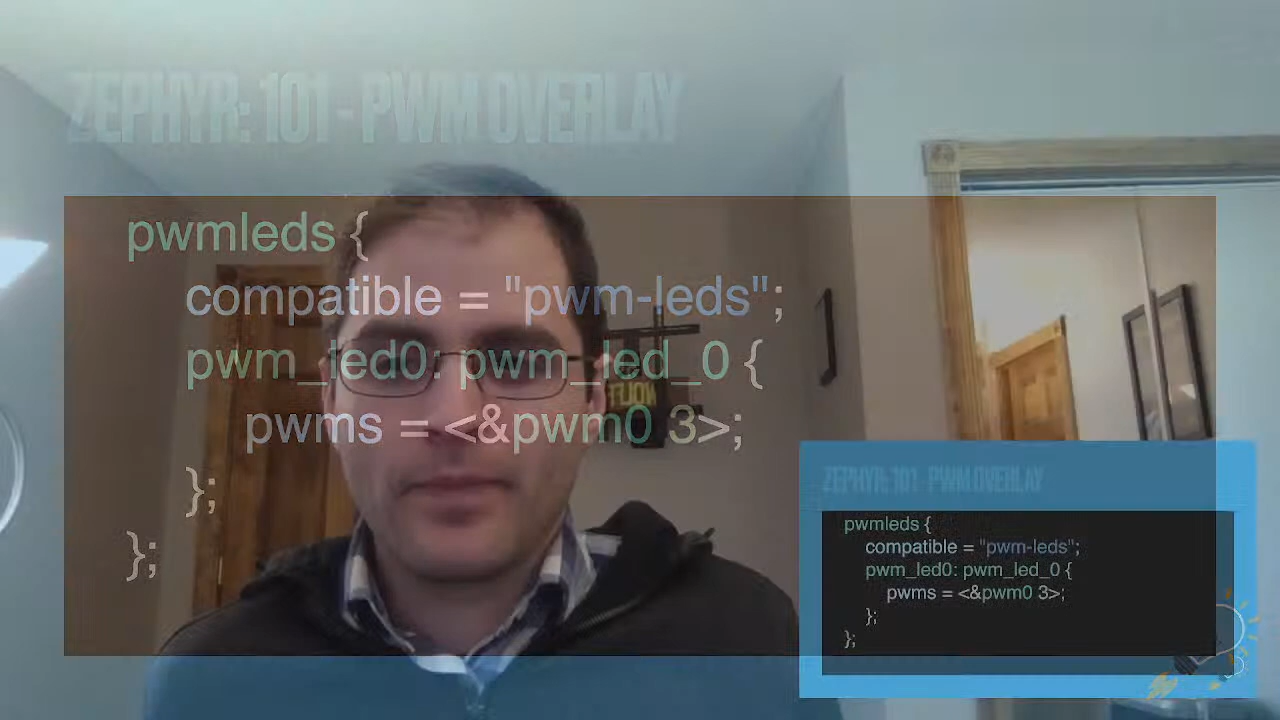 ZEPHYR: 101 - PWM OVERLAY
pwmleds {
compatible = "pwm-leds";
pwm_led0: pwm_led_0 {
pwms = <&pwm0 3>;
};
};
ZEPHYR: 101 - PWM OVERLAY
pwmleds {
compatible = "pwm-leds";
pwm_led0: pwm_led_0 {
pwms = <&pwm0 3>;
};
};